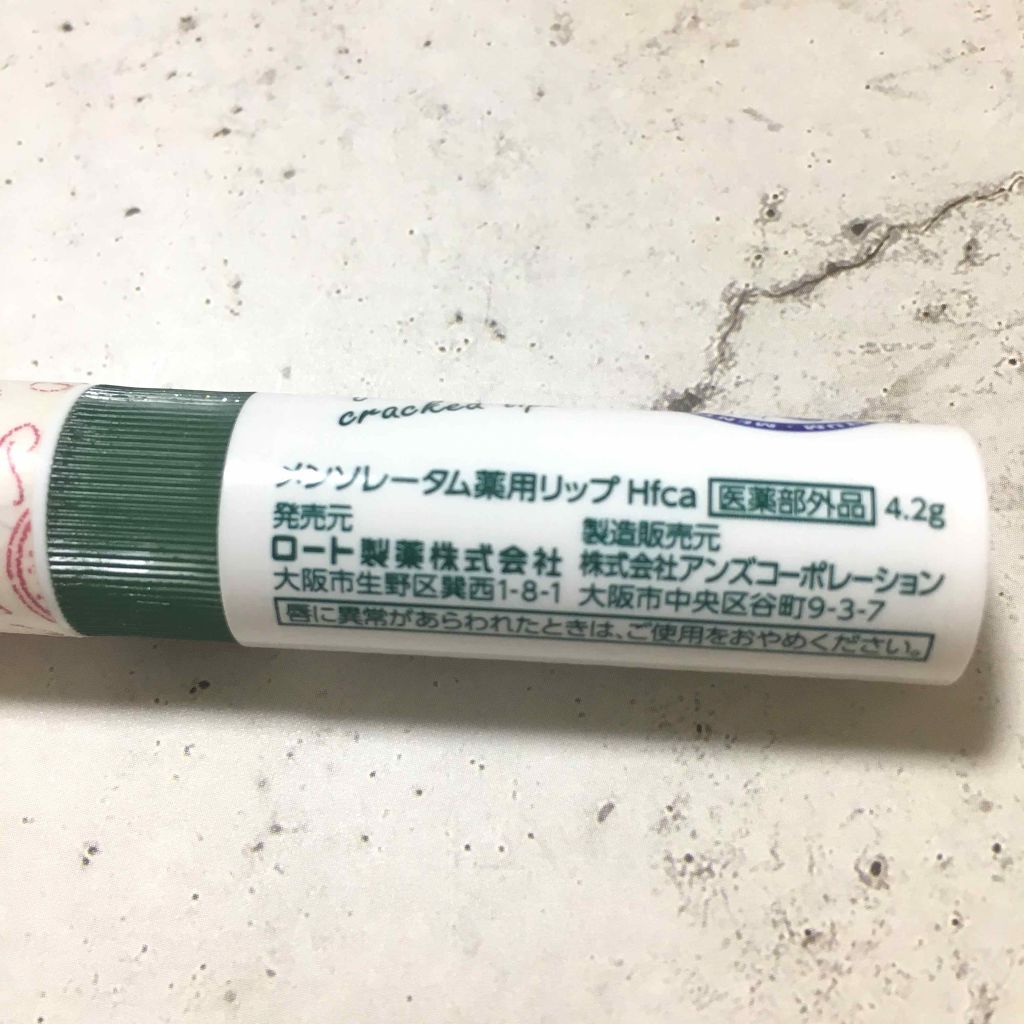 cracked
メンソレータム薬用リップ Hfca 医薬部外品 4.2g
発売元
ロート製薬株式会社
大阪市生野区巽西1-8-1
製造販売元
株式会社アンズコーポレーション
大阪市中央区谷町9-3-7
唇に異常があらわれたときは、ご使用をおやめください。